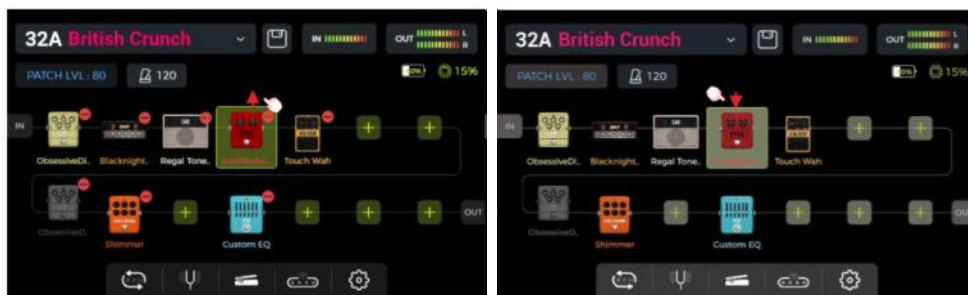 32A British Crunch
IN
OUT
L
R
PATCH LVL: 80
120
15%
IN
ObsessiveDi..
Blacknight..
Regal Tone..
Touch Wah
ObsessiveD..
Shimmer
Custom EQ
OUT
32A British Crunch
IN
OUT
L
R
PATCH LVL: 80
120
15%
IN
ObsessiveDi..
Blacknight..
Regal Tone..
Touch Wah
ObsessiveD..
Shimmer
Custom EQ
OU